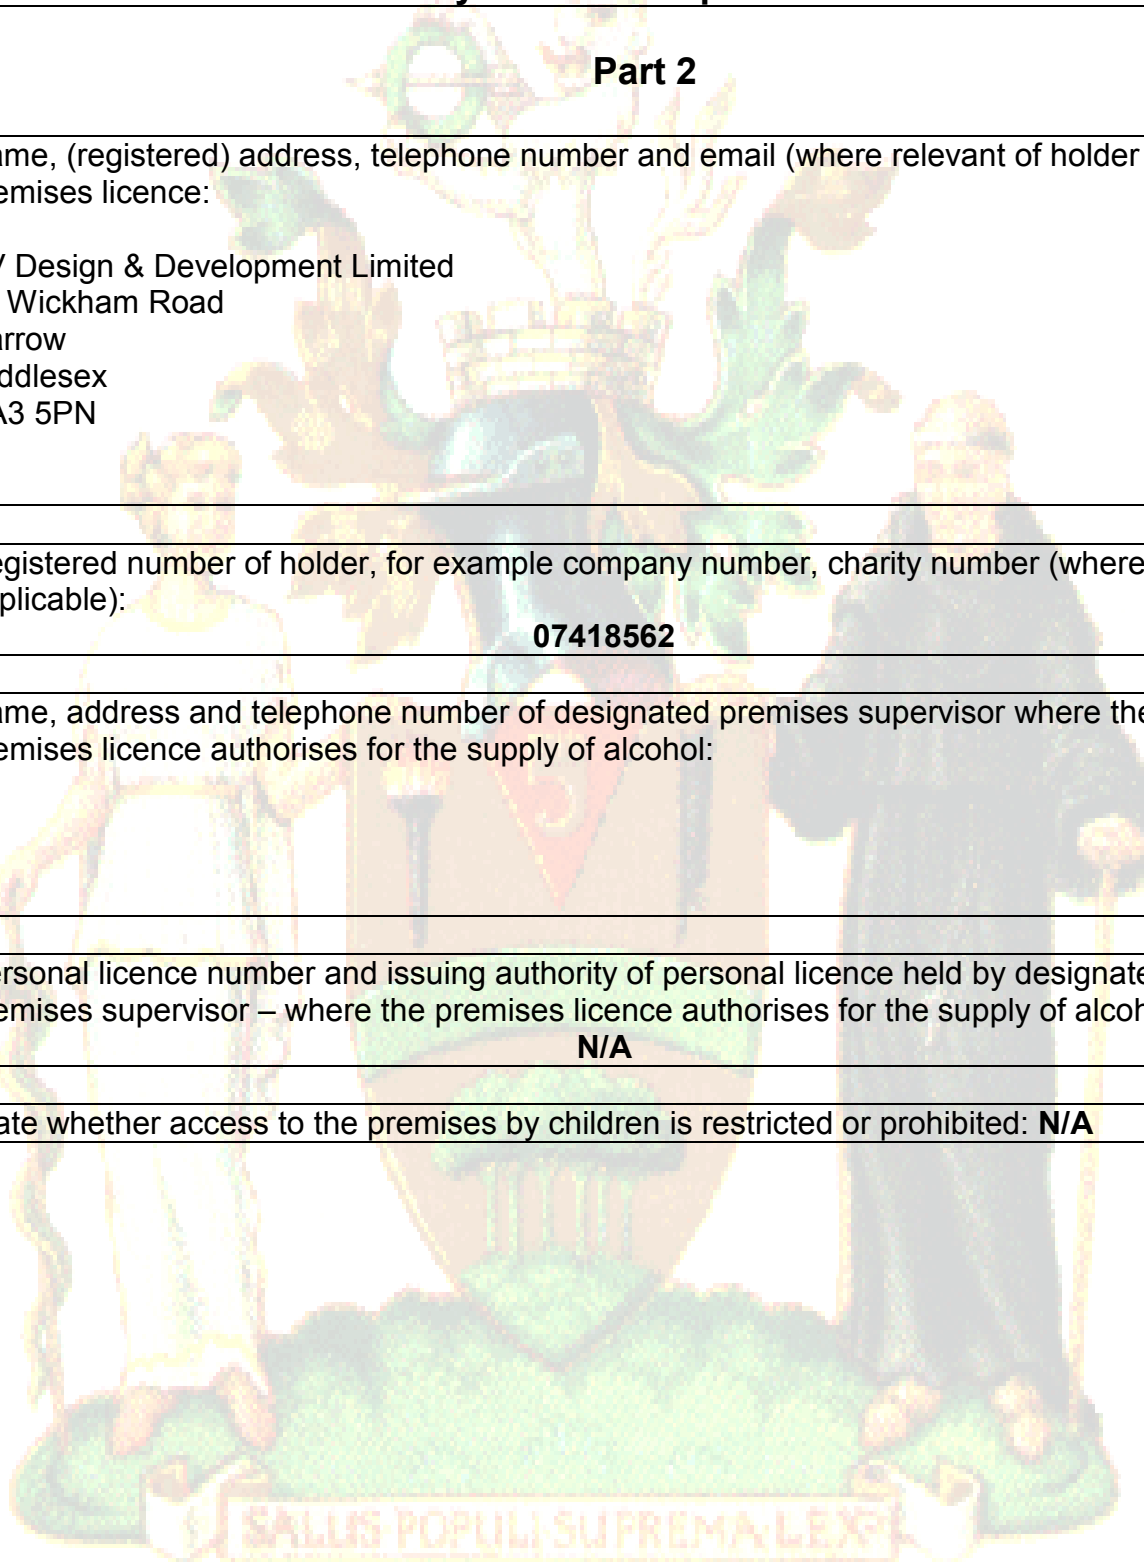 Part 2
ame, (registered) address, telephone number and email (where relevant of holder
emises licence:
Design & Development Limited
Wickham Road
arrow
ddlesex
A3 5PN
egistered number of holder, for example company number, charity number (where
plicable):
07418562
ame, address and telephone number of designated premises supervisor where the
emises licence authorises for the supply of alcohol:
ersonal licence number and issuing authority of personal licence held by designate
emises supervisor – where the premises licence authorises for the supply of alcoh
N/A
ate whether access to the premises by children is restricted or prohibited: N/A
SALUS POPULI SUPREMA LEX